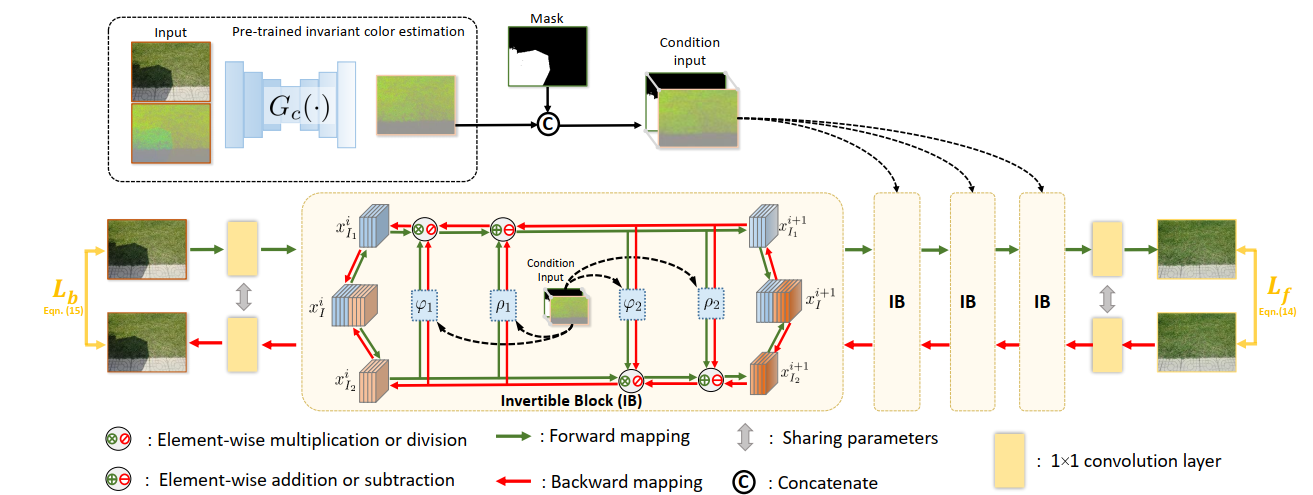 Input
Pre-trained invariant color estimation
G_c(·)
Mask
C
Condition
input
x^i_{I_1}
x^{i+1}_{I_1}
Condition
Input
x^i_I
φ_1
ρ_1
φ_2
ρ_2
x^{i+1}_I
x^i_{I_2}
x^{i+1}_{I_2}
Invertible Block (IB)
L_b
Eqn. (15)
IB
IB
IB
L_f
Eqn.(14)
: Element-wise multiplication or division
: Forward mapping
: Sharing parameters
: 1×1 convolution layer
: Element-wise addition or subtraction
: Backward mapping
C : Concatenate